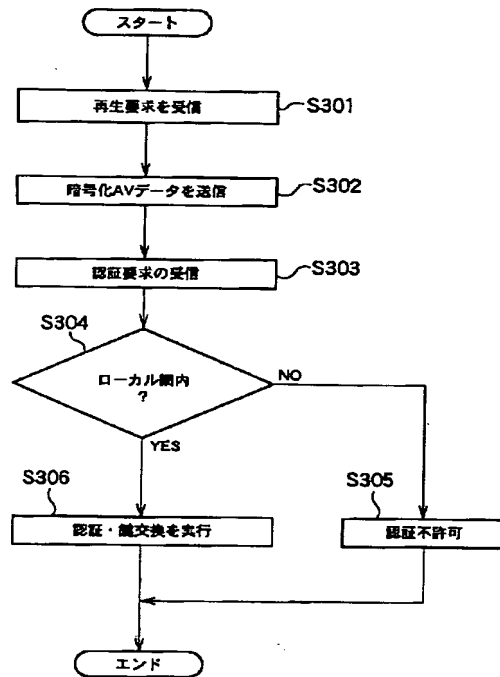 スタート
再生要求を受信
S301
暗号化AVデータを送信
S302
認証要求の受信
S303
S304
ローカル網内
?
NO
YES
S306
認証・鍵交換を実行
S305
認証不許可
エンド